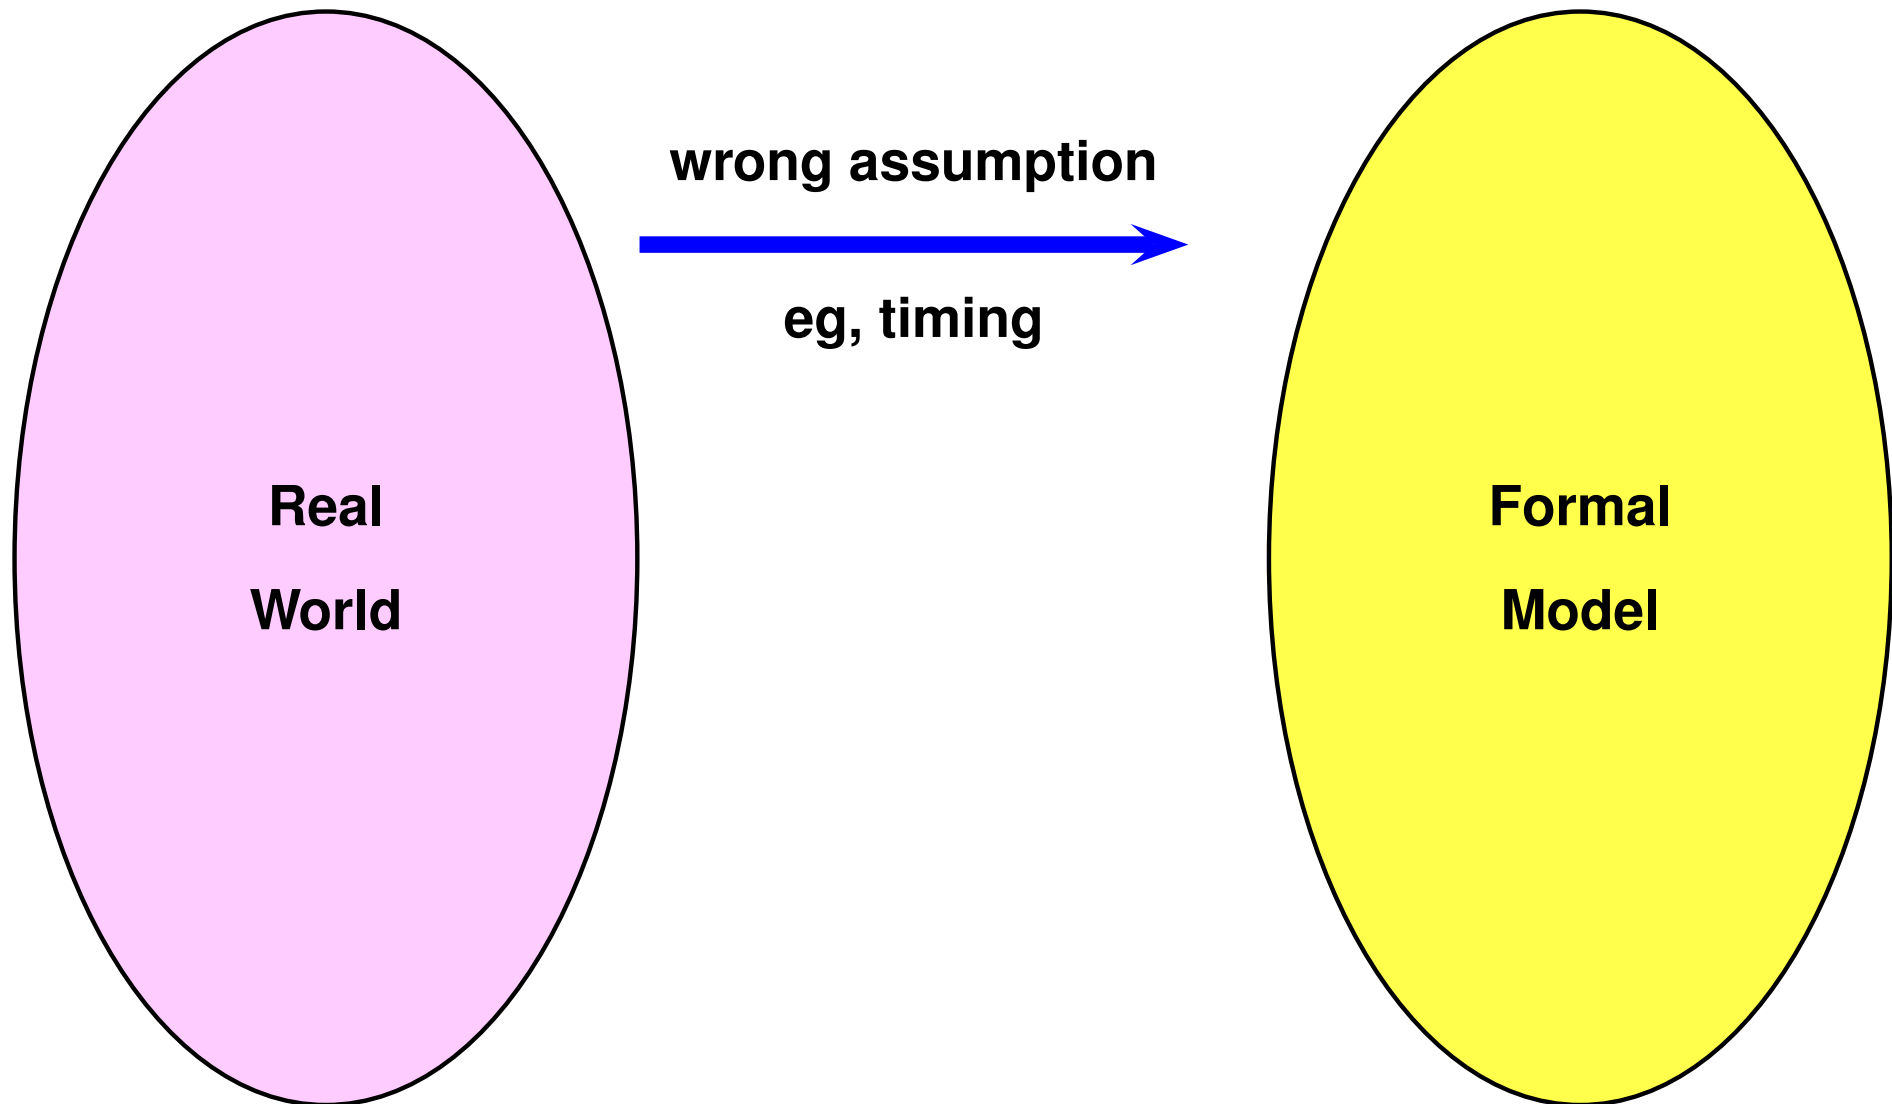 wrong assumption
eg, timing
Real
World
Formal
Model